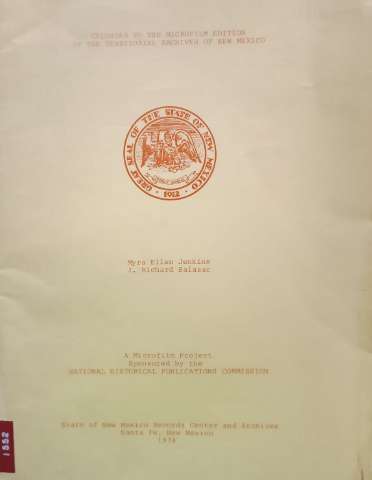 CALENDAR TO THE MICROFILM EDITION
OF THE TERRITORIAL ARCHIVES OF NEW MEXICO
GREAT SEAL OF THE STATE OF NEW MEXICO
· 1912 ·
Myra Ellen Jenkins
J. Richard Salazar
A Microfilm Project
Sponsored by the
NATIONAL HISTORICAL PUBLICATIONS COMMISSION
State of New Mexico Records Center and Archives
Santa Fe, New Mexico
1974
1552